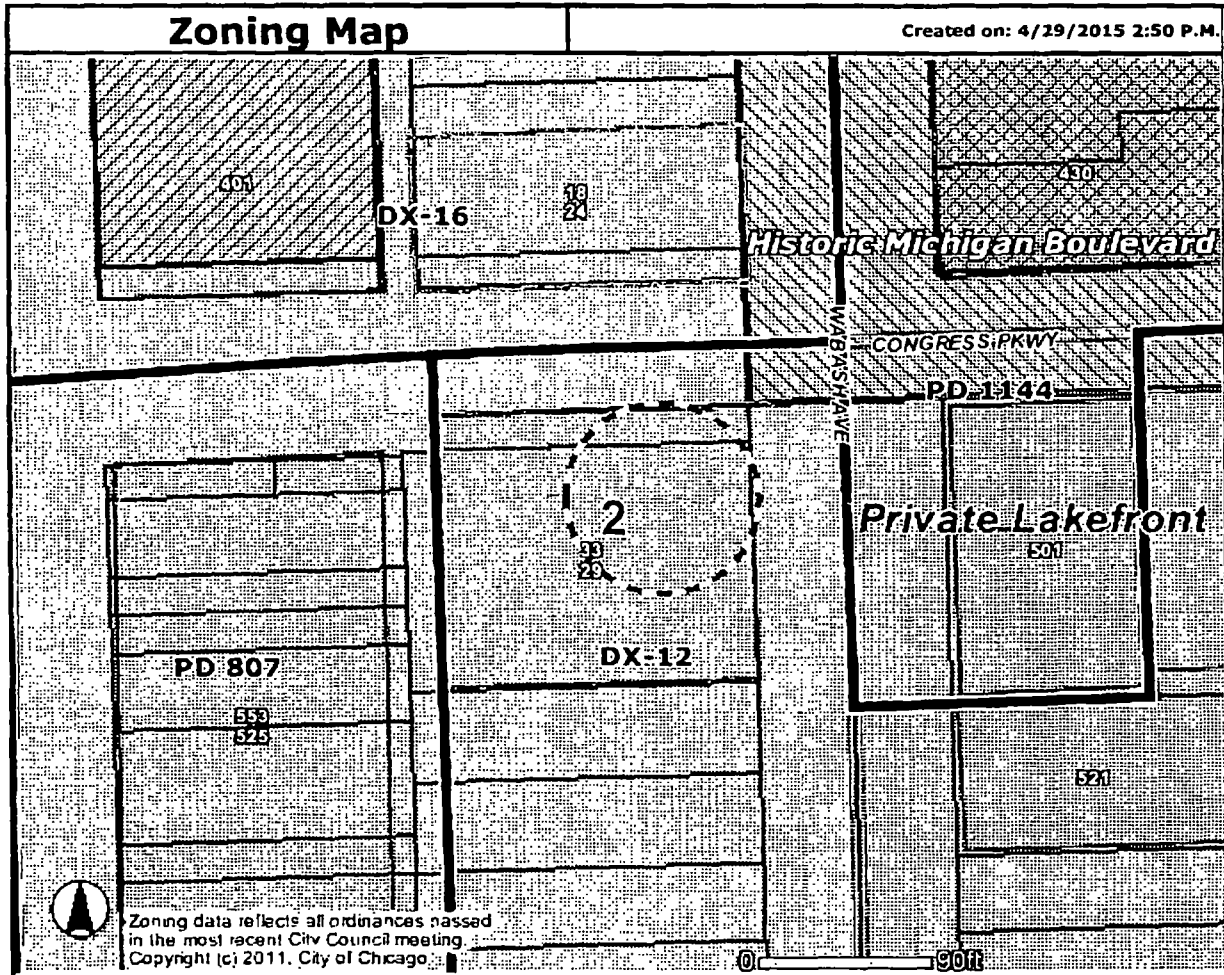 Zoning Map
Created on: 4/29/2015 2:50 P.M.
401
18
24
430
DX-16
Historic Michigan Boulevard
WABASH AVE
CONGRESS PKWY
PD 1144
2
33
29
Private Lakefront
501
DX-12
PD 807
553
525
521
Zoning data reflects all ordinances passed
in the most recent City Council meeting.
Copyright (c) 2011, City of Chicago
0 90ft